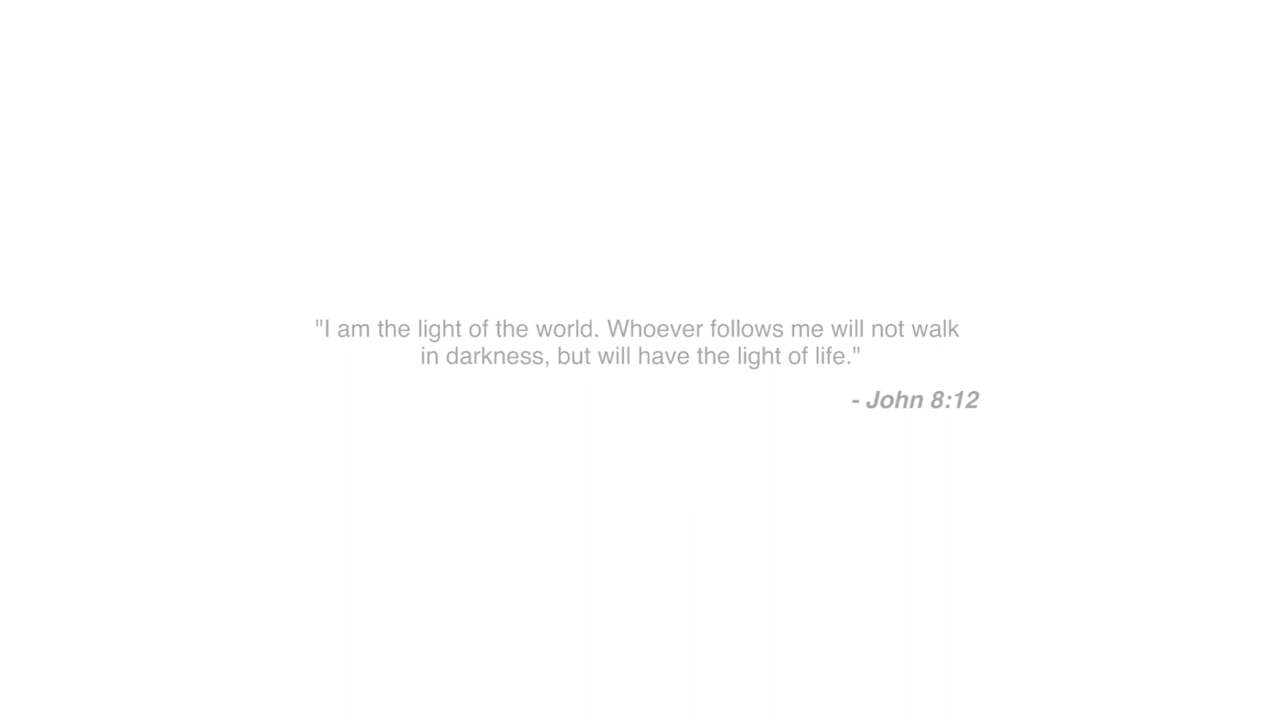 "I am the light of the world. Whoever follows me will not walk
in darkness, but will have the light of life."
- John 8:12